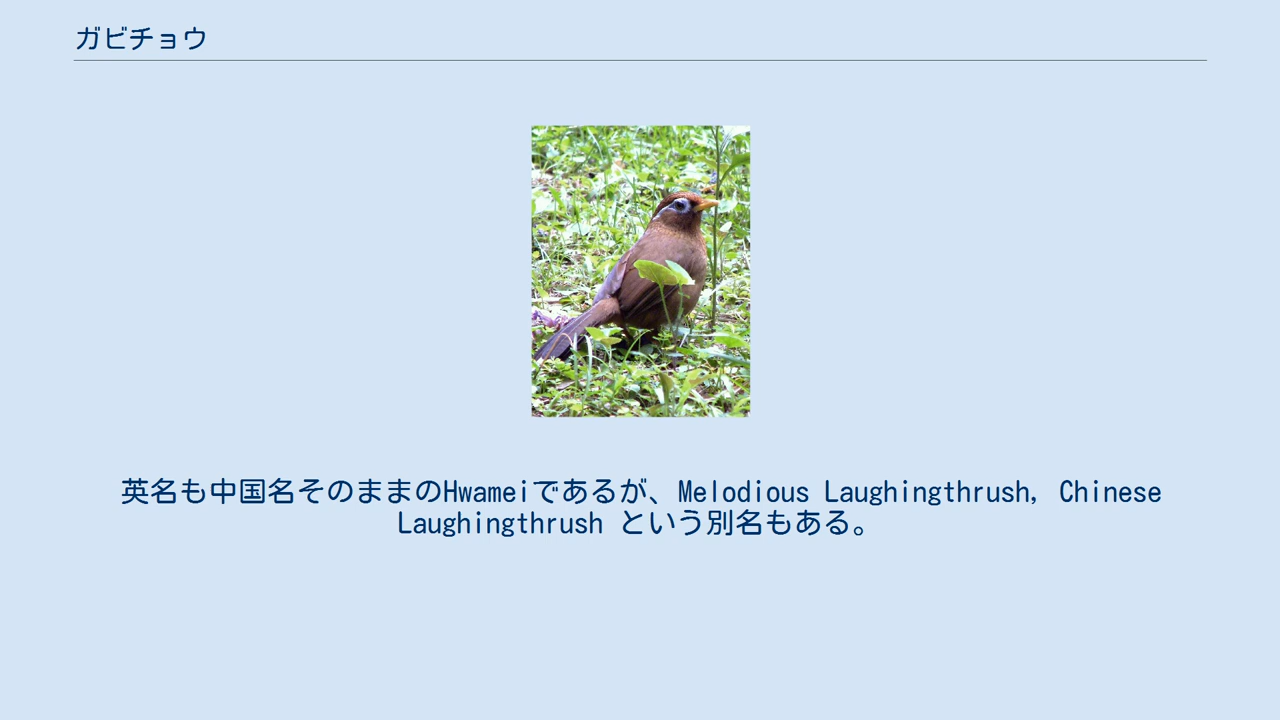 ガビチョウ
英名も中国名そのままのHwameiであるが、Melodious Laughingthrush, Chinese
Laughingthrush という別名もある。